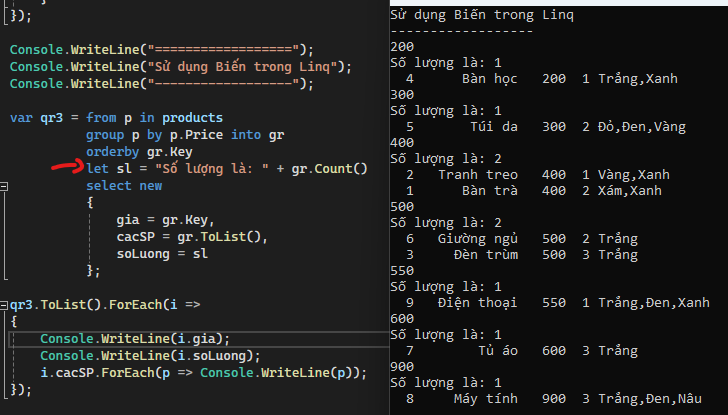 });
Console.WriteLine("==================");
Console.WriteLine("Sử dụng Biến trong Linq");
Console.WriteLine("------------------");
var qr3 = from p in products
group p by p.Price into gr
orderby gr.Key
let sl = "Số lượng là: " + gr.Count()
select new
{
gia = gr.Key,
cacSP = gr.ToList(),
soLuong = sl
};
qr3.ToList().ForEach(i =>
{
Console.WriteLine(i.gia);
Console.WriteLine(i.soLuong);
i.cacSP.ForEach(p => Console.WriteLine(p));
});
Sử dụng Biến trong Linq
------------------
200
Số lượng là: 1
4 Bàn học 200 1 Trắng,Xanh
300
Số lượng là: 1
5 Túi da 300 2 Đỏ,Đen,Vàng
400
Số lượng là: 2
2 Tranh treo 400 1 Vàng,Xanh
1 Bàn trà 400 2 Xám,Xanh
500
Số lượng là: 2
6 Giường ngủ 500 2 Trắng
3 Đèn trùm 500 3 Trắng
550
Số lượng là: 1
9 Điện thoại 550 1 Trắng,Đen,Xanh
600
Số lượng là: 1
7 Tủ áo 600 3 Trắng
900
Số lượng là: 1
8 Máy tính 900 3 Trắng,Đen,Nâu